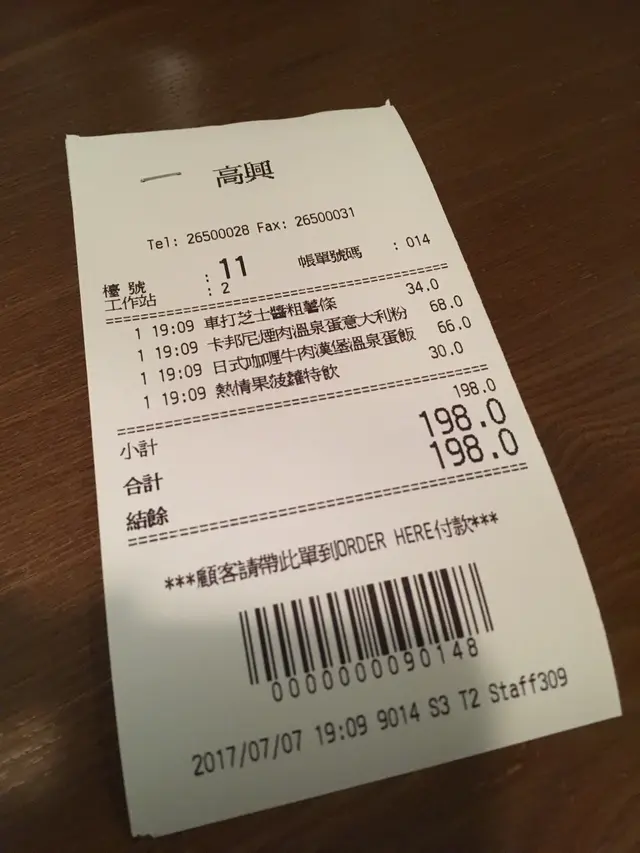 一 高興
Tel: 26500028 Fax: 26500031
檯 號 : 11 帳單號碼 : 014
工作站 : 2
1 19:09 車打芝士醬粗薯條 34.0
1 19:09 卡邦尼煙肉溫泉蛋意大利粉 68.0
1 19:09 日式咖喱牛肉漢堡溫泉蛋飯 66.0
1 19:09 熱情果菠蘿特飲 30.0
小計 198.0
合計 198.0
結餘 198.0
***顧客請帶此單到ORDER HERE付款***
0000000090148
2017/07/07 19:09 9014 S3 T2 Staff309